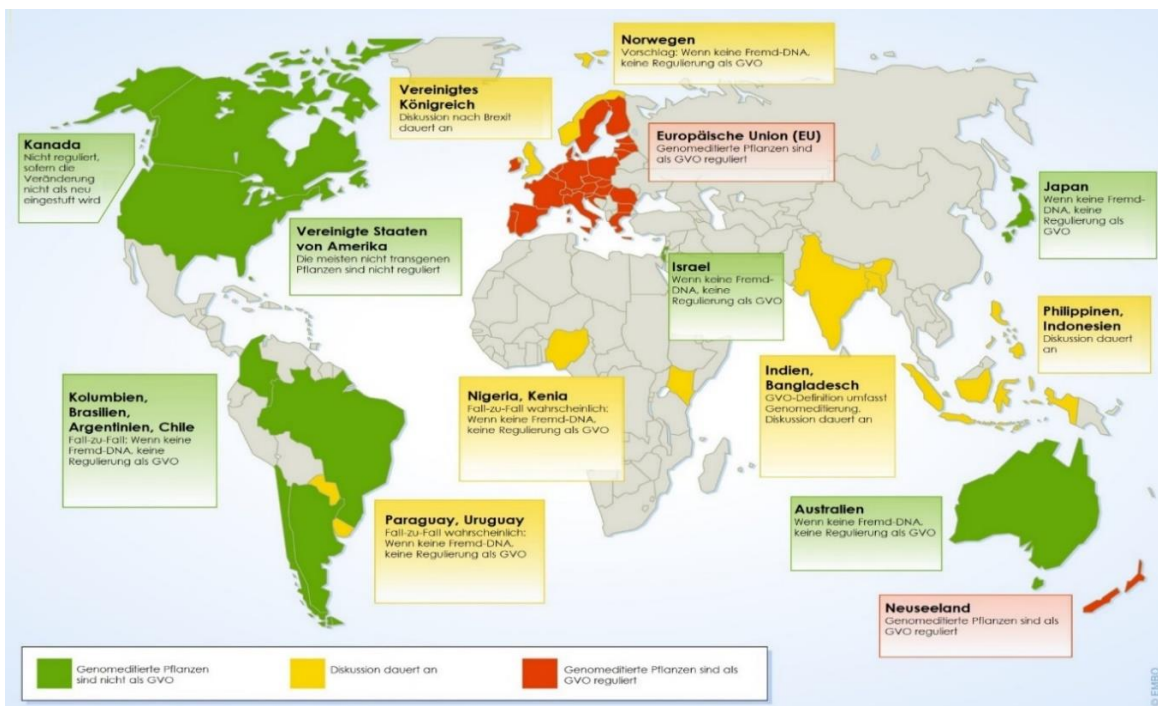 Norwegen
Vorschlag: Wenn keine Fremd-DNA,
keine Regulierung als GVO
Vereinigtes
Königreich
Diskussion nach Brexit
dauert an
Europäische Union (EU)
Genomeditierte Pflanzen sind
als GVO reguliert
Kanada
Nicht reguliert,
sofern die
Veränderung
nicht als neu
eingestuft wird
Japan
Wenn keine Fremd-
DNA, keine
Regulierung als
GVO
Vereinigte Staaten
von Amerika
Die meisten nicht transgenen
Pflanzen sind nicht reguliert
Israel
Wenn keine Fremd-
DNA, keine
Regulierung als GVO
Philippinen,
Indonesien
Diskussion dauert
an
Kolumbien,
Brasilien,
Argentinien, Chile
Fall-zu-Fall: Wenn keine
Fremd-DNA, keine
Regulierung als GVO
Nigeria, Kenia
Fall-zu-Fall wahrscheinlich:
Wenn keine Fremd-DNA,
keine Regulierung als GVO
Indien,
Bangladesch
GVO-Definition umfasst
Genomeditierung,
Diskussion dauert an
Paraguay, Uruguay
Fall-zu-Fall wahrscheinlich:
Wenn keine Fremd-DNA,
keine Regulierung als GVO
Australien
Wenn keine Fremd-DNA,
keine Regulierung als GVO
Neuseeland
Genomeditierte Pflanzen sind als
GVO reguliert
Genomeditierte Pflanzen
sind nicht als GVO
Diskussion dauert an
Genomeditierte Pflanzen sind als
GVO reguliert
© EMBO